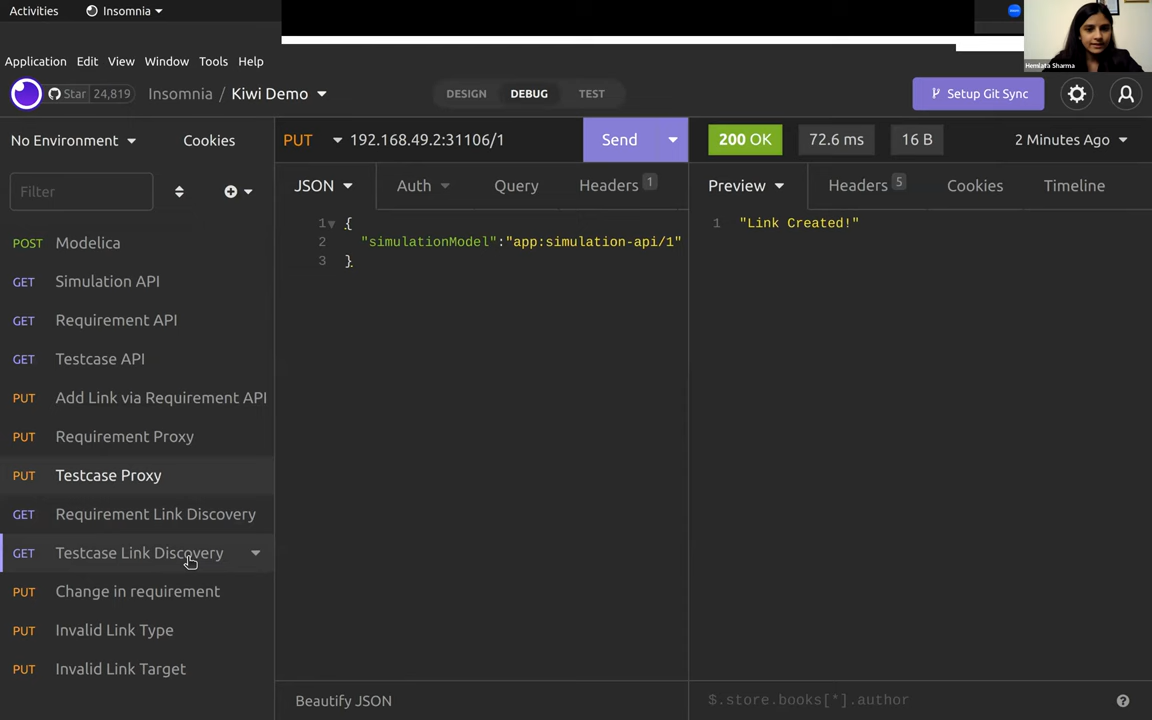 Activities
Insomnia
Hemlata Sharma
Application Edit View Window Tools Help
Star 24,819
Insomnia / Kiwi Demo
DESIGN DEBUG TEST
Setup Git Sync
No Environment
Cookies
PUT 192.168.49.2:31106/1
Send
200 OK 72.6 ms 16 B
2 Minutes Ago
Filter
JSON Auth Query Headers 1
Preview Headers 5 Cookies Timeline
POST Modelica
GET Simulation API
GET Requirement API
GET Testcase API
PUT Add Link via Requirement API
PUT Requirement Proxy
PUT Testcase Proxy
GET Requirement Link Discovery
GET Testcase Link Discovery
PUT Change in requirement
PUT Invalid Link Type
PUT Invalid Link Target
1 {
2 "simulationModel":"app:simulation-api/1"
3 }
1 "Link Created!"
Beautify JSON
$.store.books[*].author